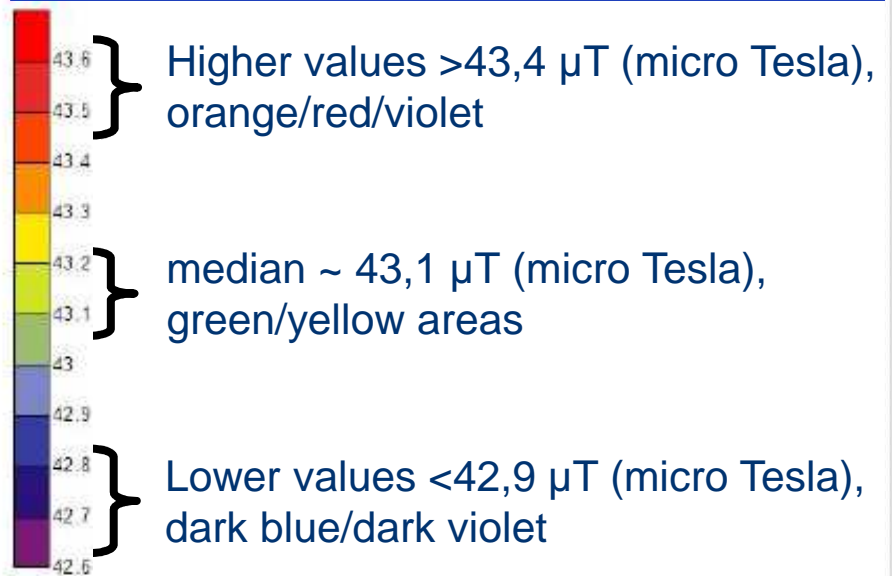 43.6
Higher values >43,4 µT (micro Tesla),
orange/red/violet
43.5
43.4
43.3
43.2
median ~ 43,1 µT (micro Tesla),
green/yellow areas
43.1
43
42.9
42.8
Lower values <42,9 µT (micro Tesla),
dark blue/dark violet
42.7
42.6